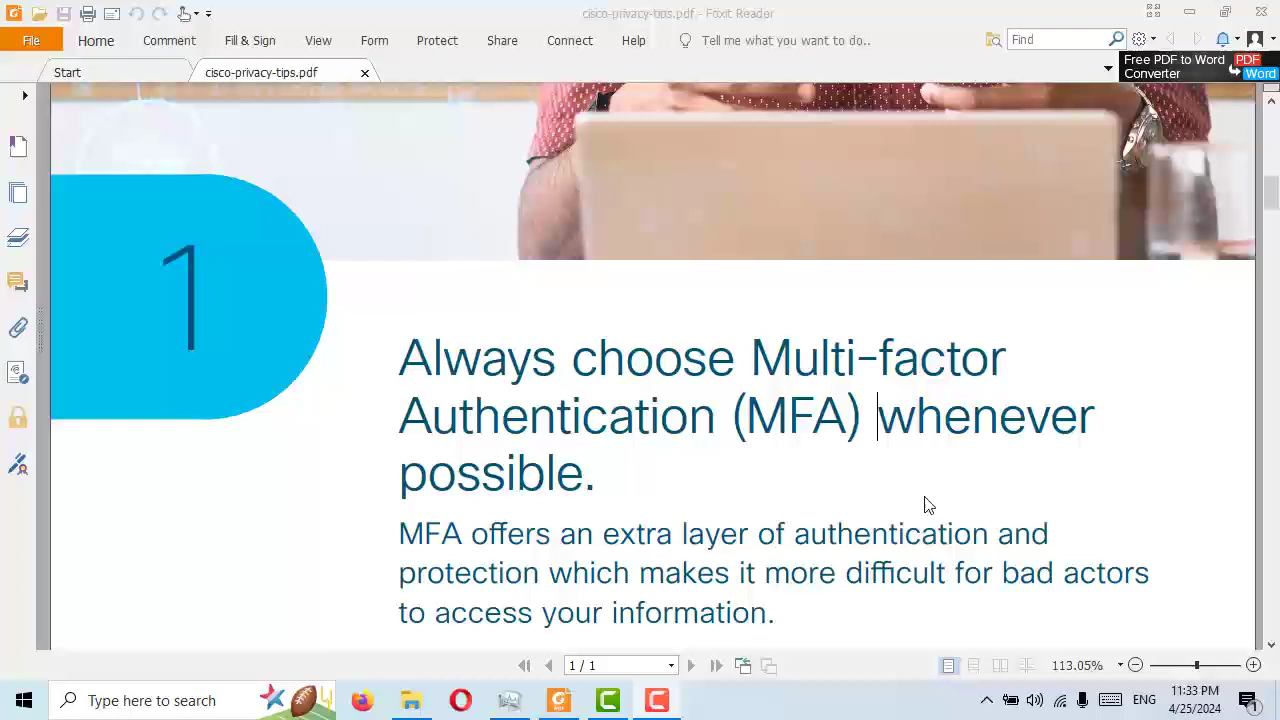 cisco-privacy-tips.pdf - Foxit Reader
File Home Comment Fill & Sign View Form Protect Share Connect Help Tell me what you want to do.. Find
Start cisco-privacy-tips.pdf
Free PDF to Word Converter PDF Word
1
Always choose Multi-factor
Authentication (MFA) whenever
possible.
MFA offers an extra layer of authentication and
protection which makes it more difficult for bad actors
to access your information.
1 / 1 113.05%
Type here to search
ENG 11:33 PM
4/25/2024